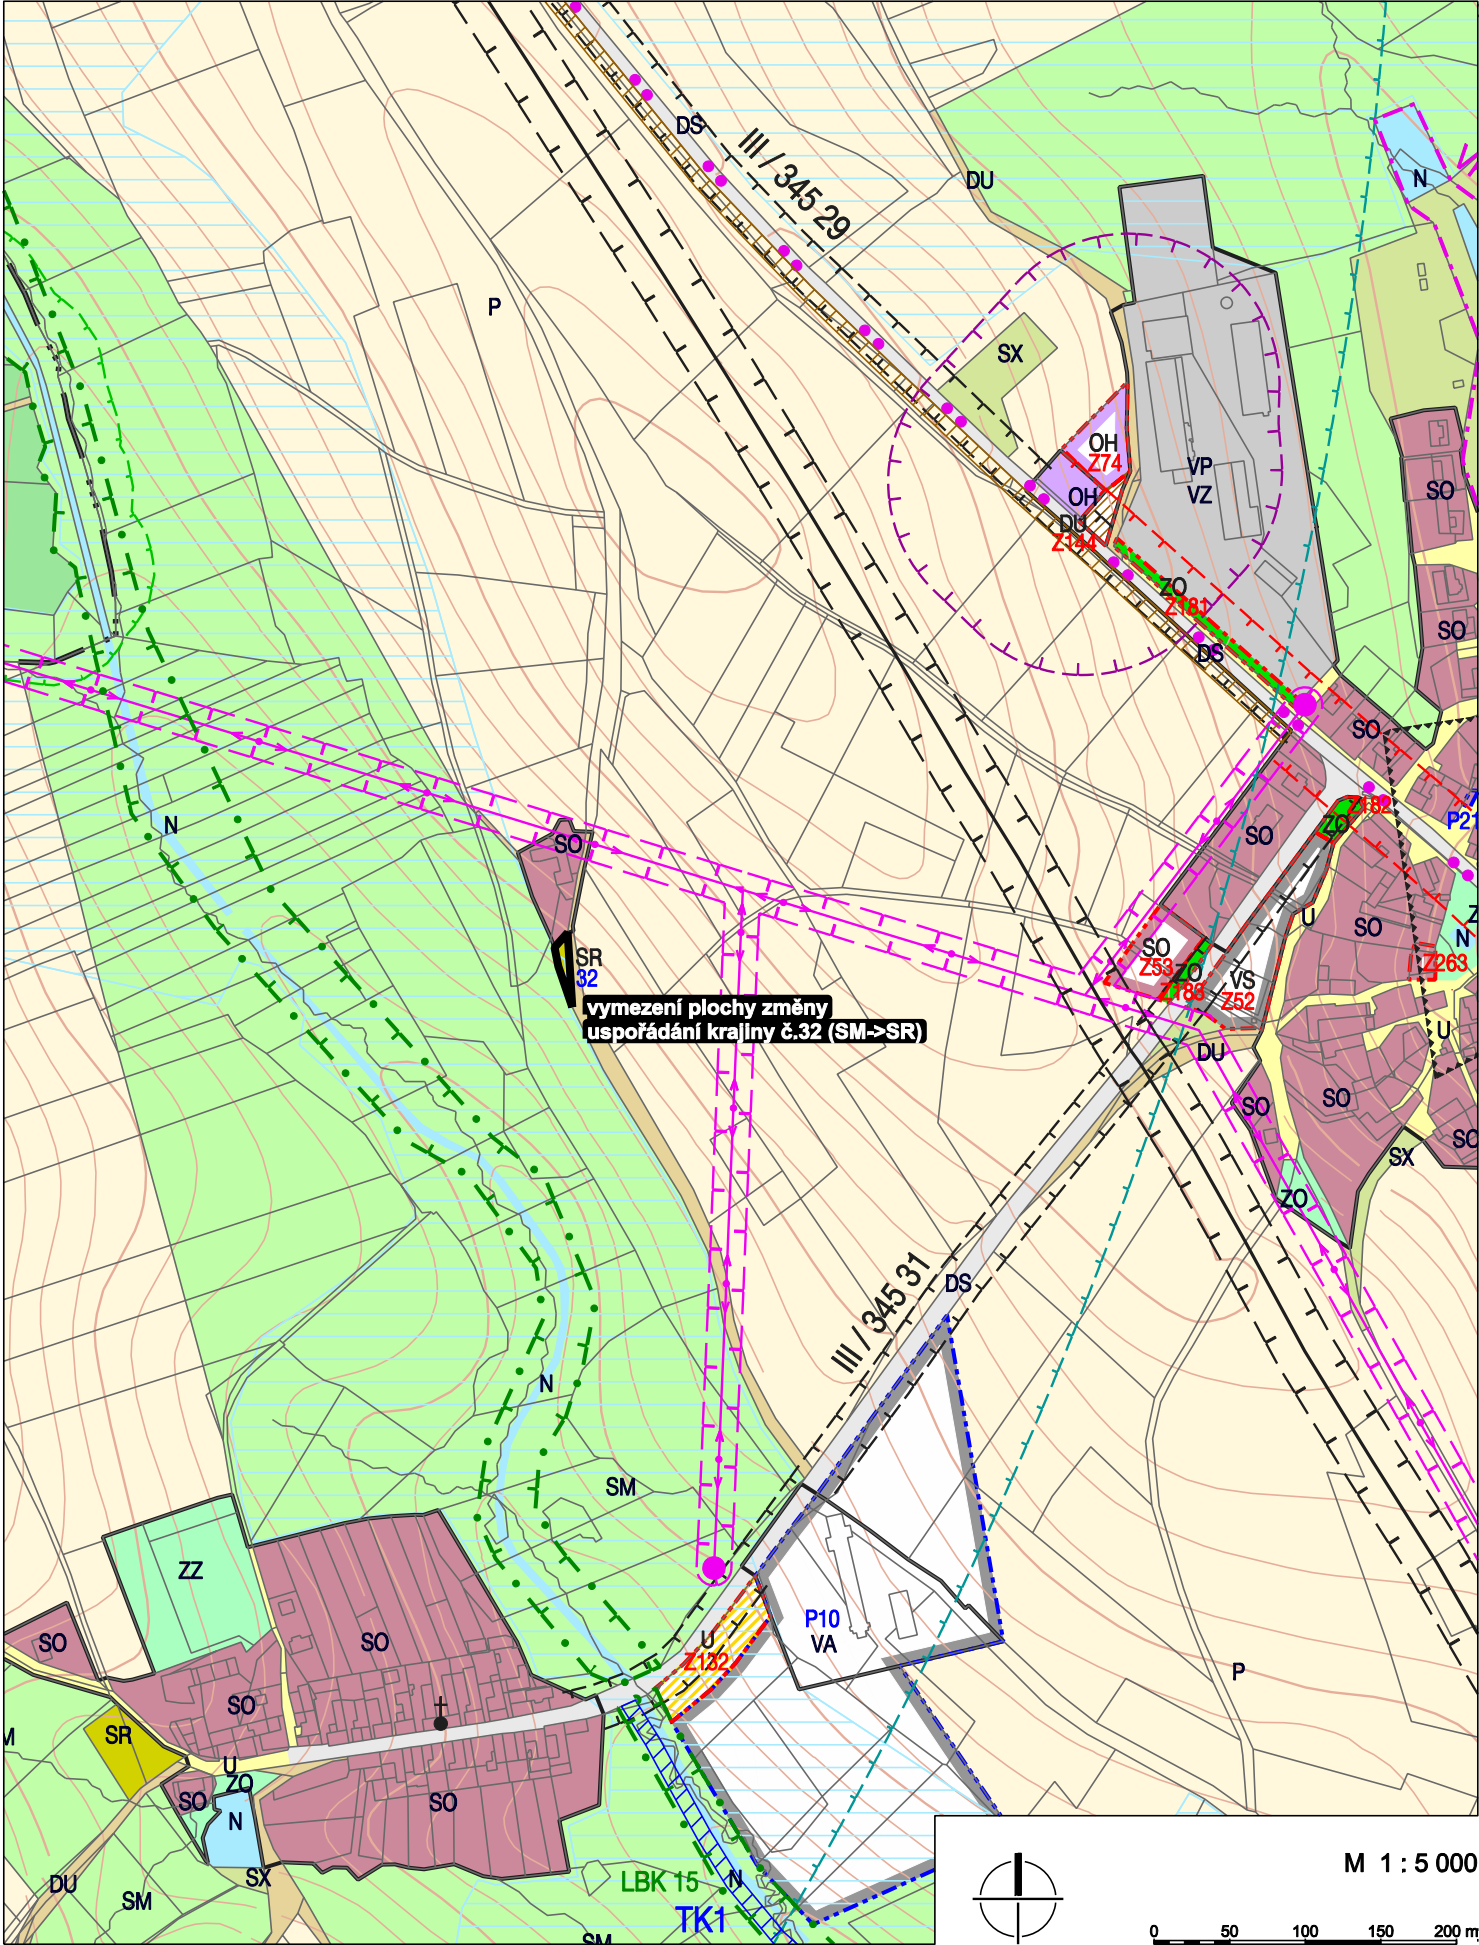 DS
III / 345 29
DU
N
P
SX
OH
Z74
VP
VZ
OH
SO
DU
Z144
ZO
Z181
SO
DS
SO
Z182
ZO
P21
N
SO
SO
SO
U
SO
N
SO
Z53
ZO
Z183
VS
Z52
Z263
SR
32
vymezení plochy změny
uspořádání krajiny č.32 (SM->SR)
U
DU
SO
SO
SX
ZO
III / 345 31
DS
N
SM
ZZ
P10
VA
U
Z132
SO
SO
P
SO
SR
U
ZO
SO
SO
N
M 1 : 5 000
SX
DU
SM
LBK 15
N
TK1
SM
0 50 100 150 200 m